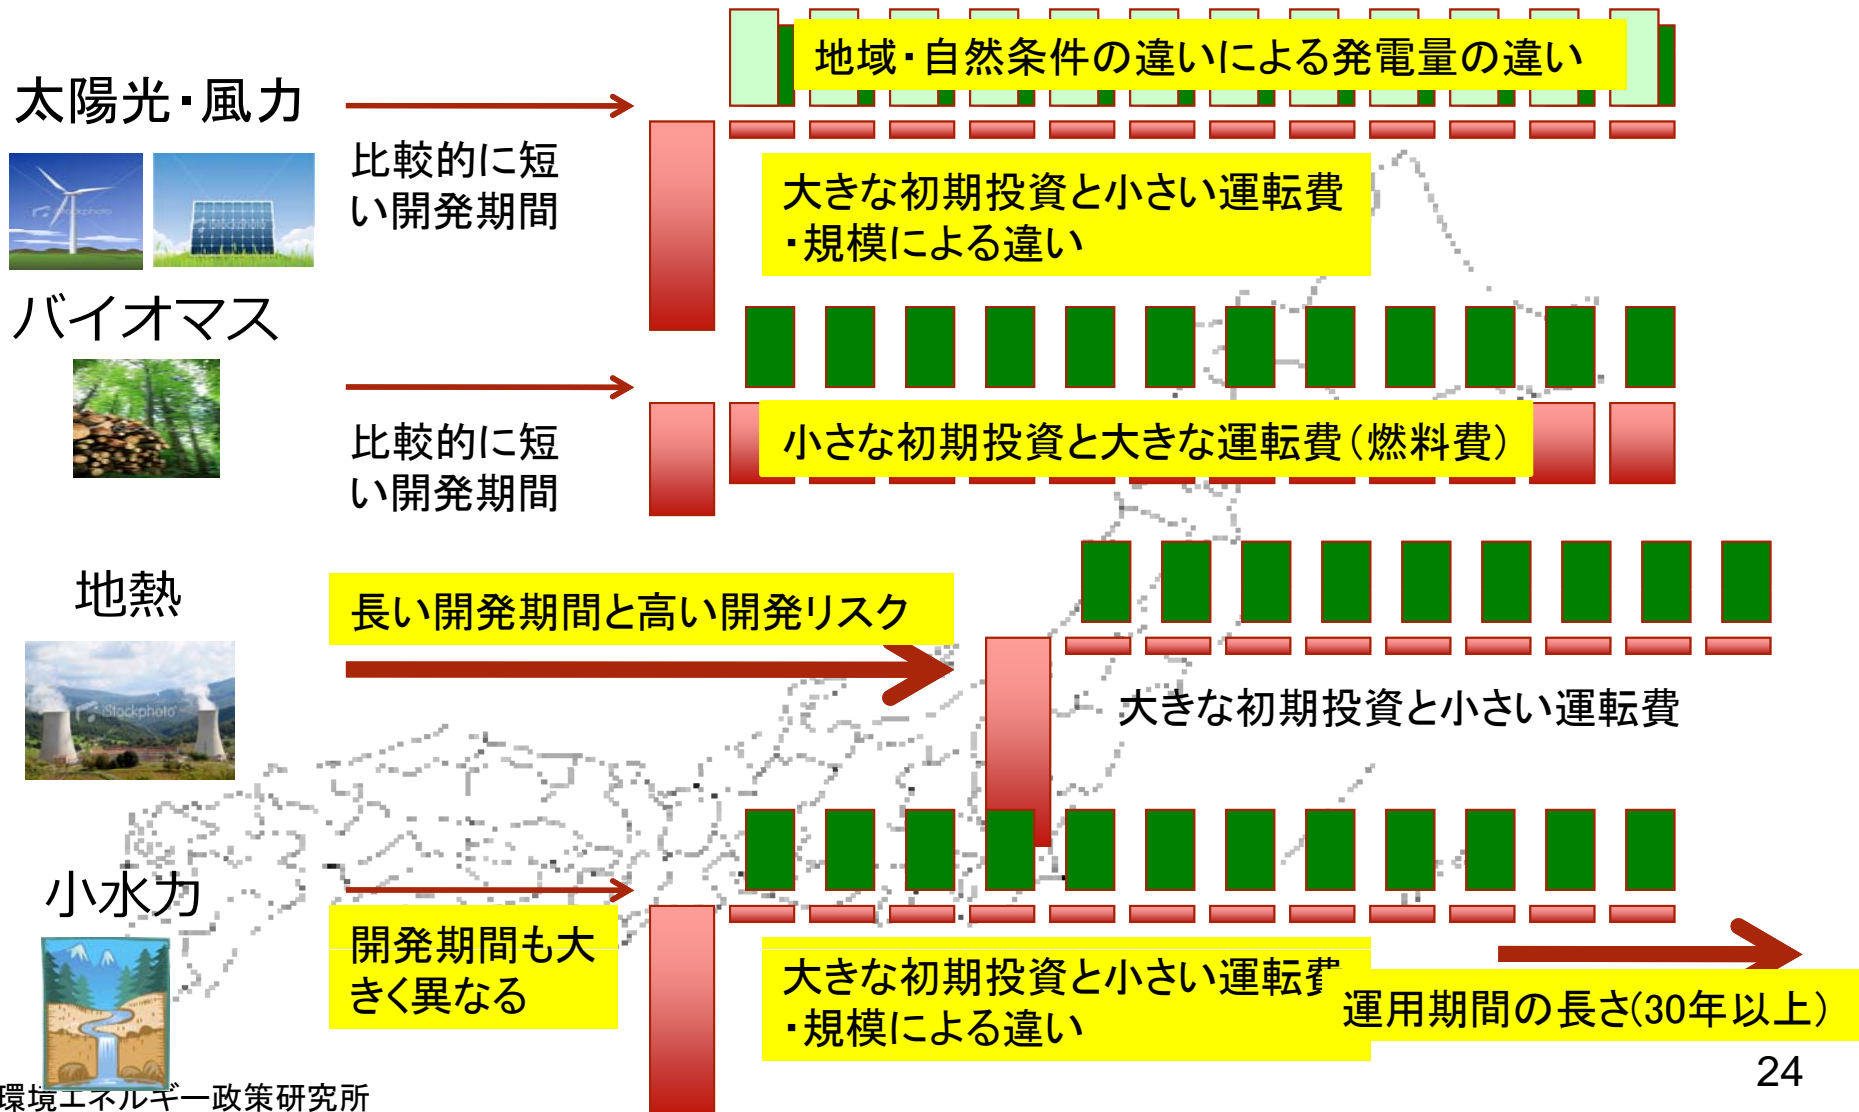 地域・自然条件の違いによる発電量の違い
太陽光・風力
比較的に短
い開発期間
大きな初期投資と小さい運転費
・規模による違い
バイオマス
比較的に短
い開発期間
小さな初期投資と大きな運転費(燃料費)
地熱
長い開発期間と高い開発リスク
iStockphoto
大きな初期投資と小さい運転費
小水力
開発期間も大
きく異なる
大きな初期投資と小さい運転費
・規模による違い
運用期間の長さ(30年以上)
24
環境エネルギー政策研究所